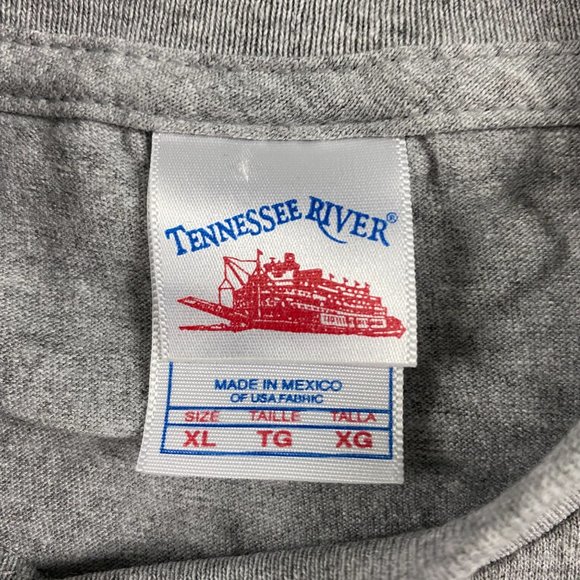 TENNESSEE RIVER®
MADE IN MEXICO
OF USA FABRIC
SIZE TAILLE TALLA
XL TG XG